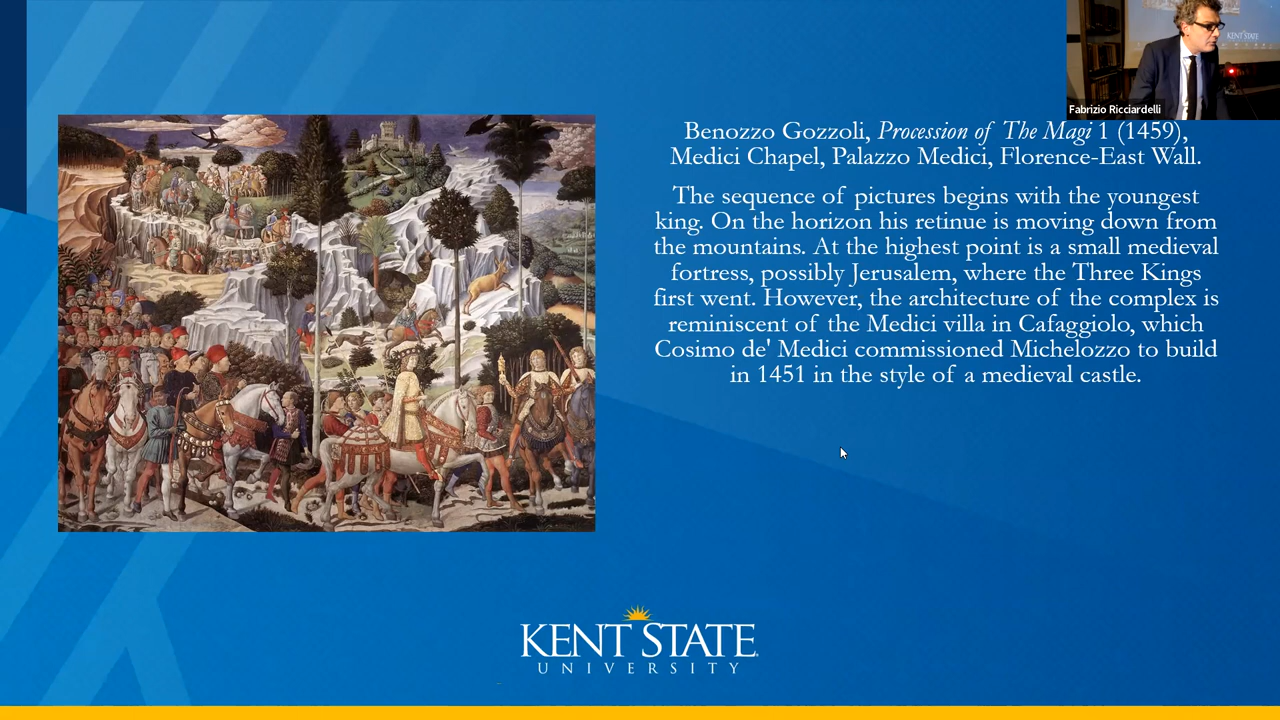 KENT STATE
Fabrizio Ricciardelli
Benozzo Gozzoli, Procession of The Magi 1 (1459),
Medici Chapel, Palazzo Medici, Florence-East Wall.
The sequence of pictures begins with the youngest
king. On the horizon his retinue is moving down from
the mountains. At the highest point is a small medieval
fortress, possibly Jerusalem, where the Three Kings
first went. However, the architecture of the complex is
reminiscent of the Medici villa in Cafaggiolo, which
Cosimo de' Medici commissioned Michelozzo to build
in 1451 in the style of a medieval castle.
KENT STATE
UNIVERSITY